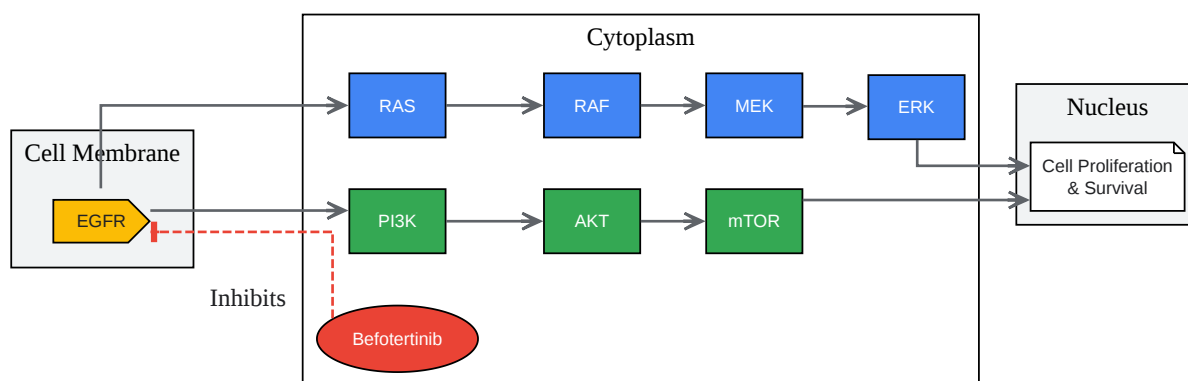 Cytoplasm
RAS
RAF
MEK
ERK
Nucleus
Cell Membrane
Cell Proliferation
& Survival
EGFR
PI3K
AKT
mTOR
Inhibits
Befotertinib